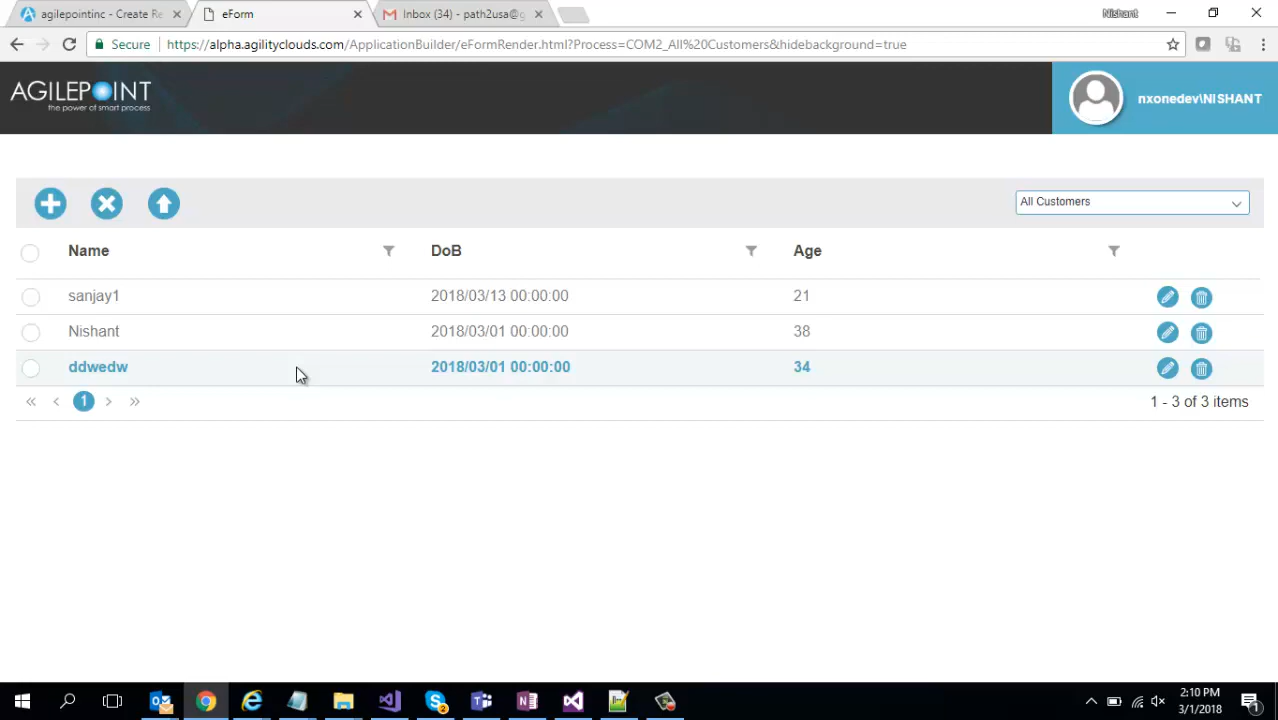 agilepointinc - Create Re
eForm
Inbox (34) - path2usa@g
Nishant
Secure
https://alpha.agilityclouds.com/ApplicationBuilder/eFormRender.html?Process=COM2_All%20Customers&hidebackground=true
AGILEPOINT
the power of smart process
nxonedev\NISHANT
All Customers
Name DoB Age
sanjay1 2018/03/13 00:00:00 21
Nishant 2018/03/01 00:00:00 38
ddwedw 2018/03/01 00:00:00 34
« < 1 > » 1 - 3 of 3 items
2:10 PM
3/1/2018